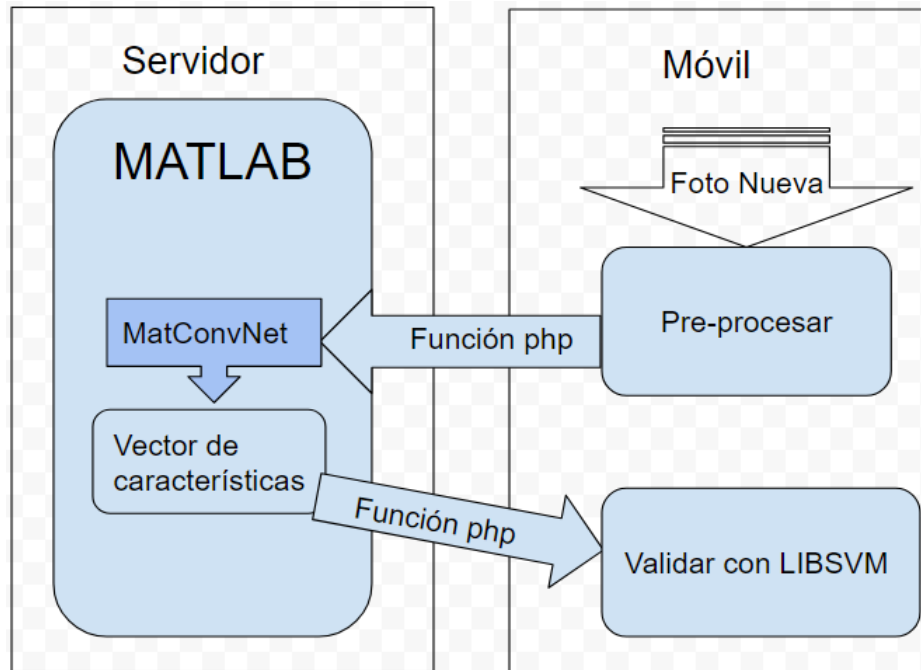 Servidor
MATLAB
MatConvNet
Vector de
características
Móvil
Foto Nueva
Pre-procesar
Función php
Función php
Validar con LIBSVM